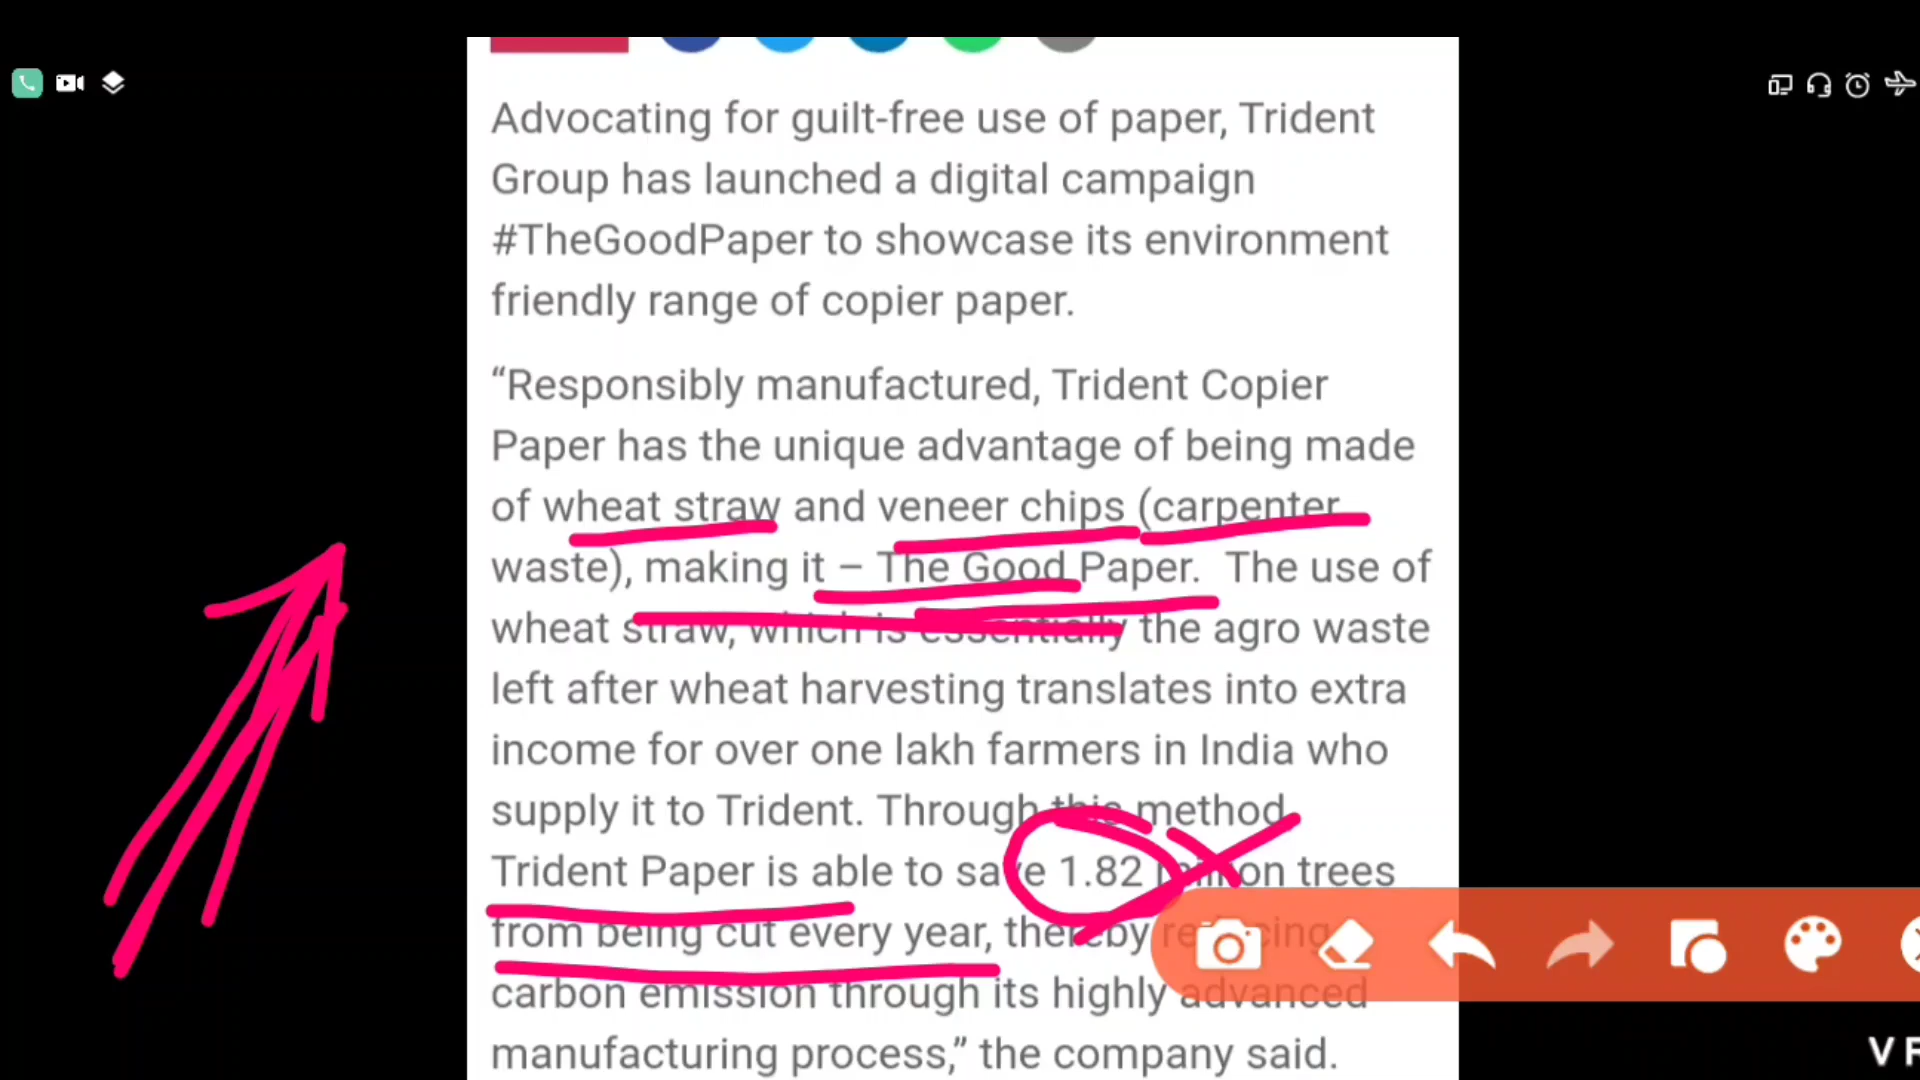 Advocating for guilt-free use of paper, Trident
Group has launched a digital campaign
#TheGoodPaper to showcase its environment
friendly range of copier paper.
“Responsibly manufactured, Trident Copier
Paper has the unique advantage of being made
of wheat straw and veneer chips (carpenter
waste), making it – The Good Paper. The use of
wheat straw, which is essentially the agro waste
left after wheat harvesting translates into extra
income for over one lakh farmers in India who
supply it to Trident. Through this method,
Trident Paper is able to save 1.82 million trees
from being cut every year, thereby reducing
carbon emission through its highly advanced
manufacturing process,” the company said.